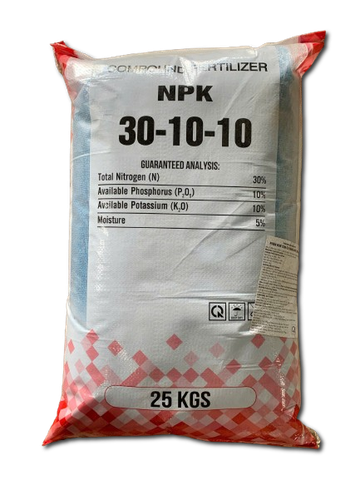 COMPOUND FERTILIZER
NPK
30-10-10
GUARANTEED ANALYSIS:
Total Nitrogen (N) 30%
Available Phosphorus (P₂O₅) 10%
Available Potassium (K₂O) 10%
Moisture 5%
25 KGS